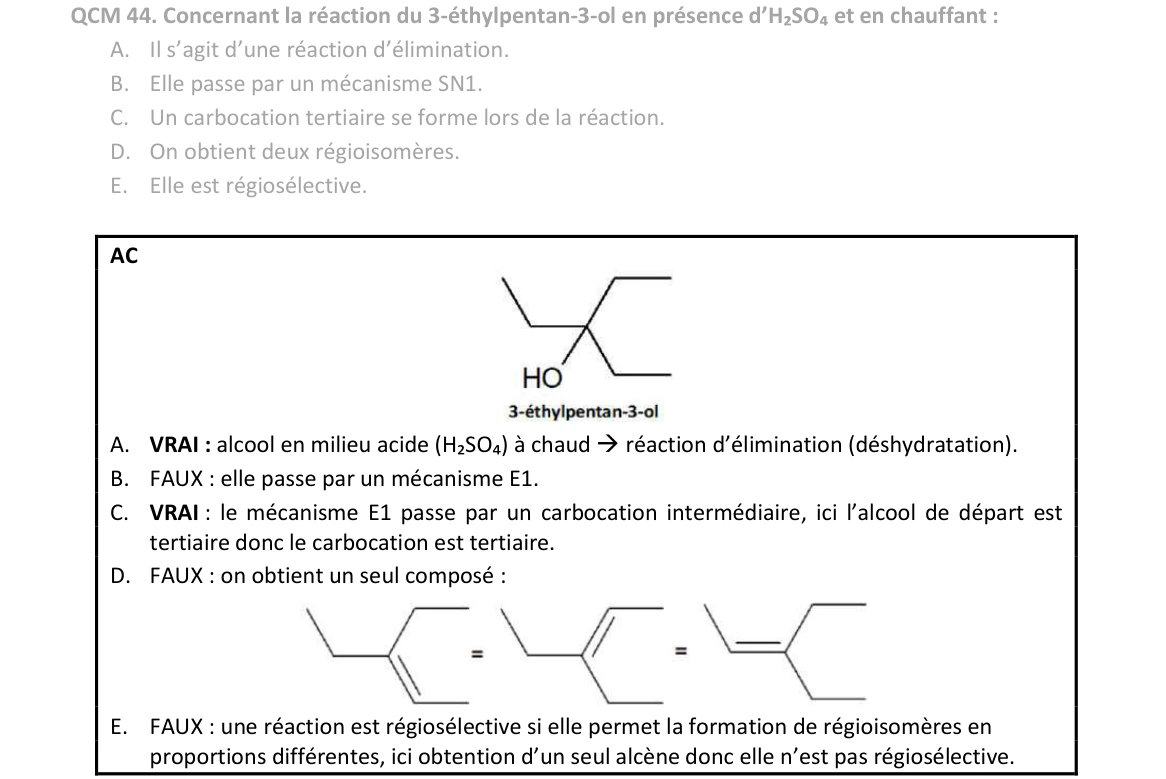 QCM 44. Concernant la réaction du 3-éthylpentan-3-ol en présence d’H₂SO₄ et en chauffant :
A. Il s’agit d’une réaction d’élimination.
B. Elle passe par un mécanisme SN1.
C. Un carbocation tertiaire se forme lors de la réaction.
D. On obtient deux régioisomères.
E. Elle est régiosélective.
AC
HO
3-éthylpentan-3-ol
A. VRAI : alcool en milieu acide (H₂SO₄) à chaud → réaction d’élimination (déshydratation).
B. FAUX : elle passe par un mécanisme E1.
C. VRAI : le mécanisme E1 passe par un carbocation intermédiaire, ici l’alcool de départ est
tertiaire donc le carbocation est tertiaire.
D. FAUX : on obtient un seul composé :
= =
E. FAUX : une réaction est régiosélective si elle permet la formation de régioisomères en
proportions différentes, ici obtention d’un seul alcène donc elle n’est pas régiosélective.